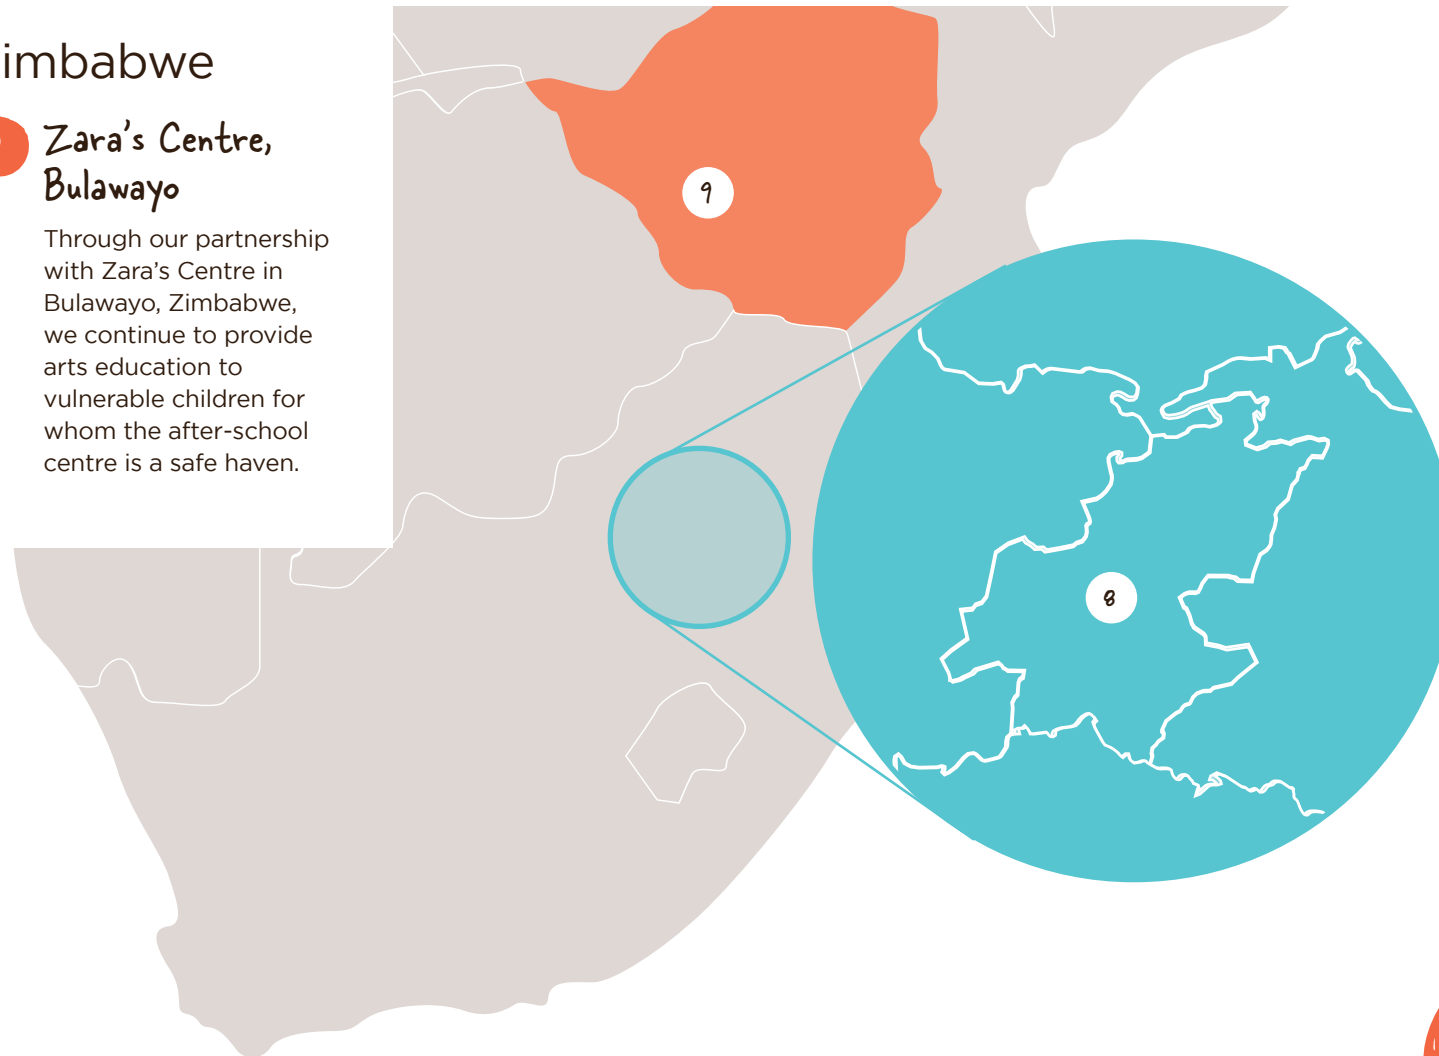 imbabwe
Zara's Centre,
Bulawayo
Through our partnership
with Zara's Centre in
Bulawayo, Zimbabwe,
we continue to provide
arts education to
vulnerable children for
whom the after-school
centre is a safe haven.
9
8